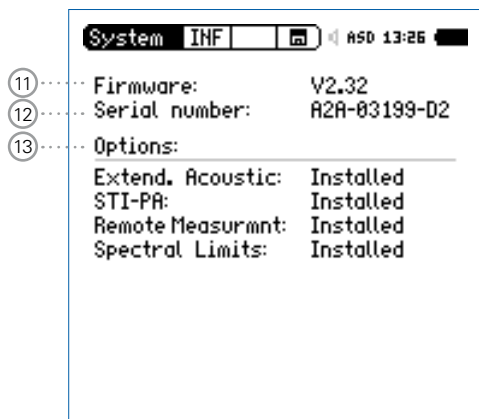 System INF ASD 13:26
11 Firmware: V2.32
12 Serial number: A2A-03199-D2
13 Options:
Extend. Acoustic: Installed
STI-PA: Installed
Remote Measurmnt: Installed
Spectral Limits: Installed